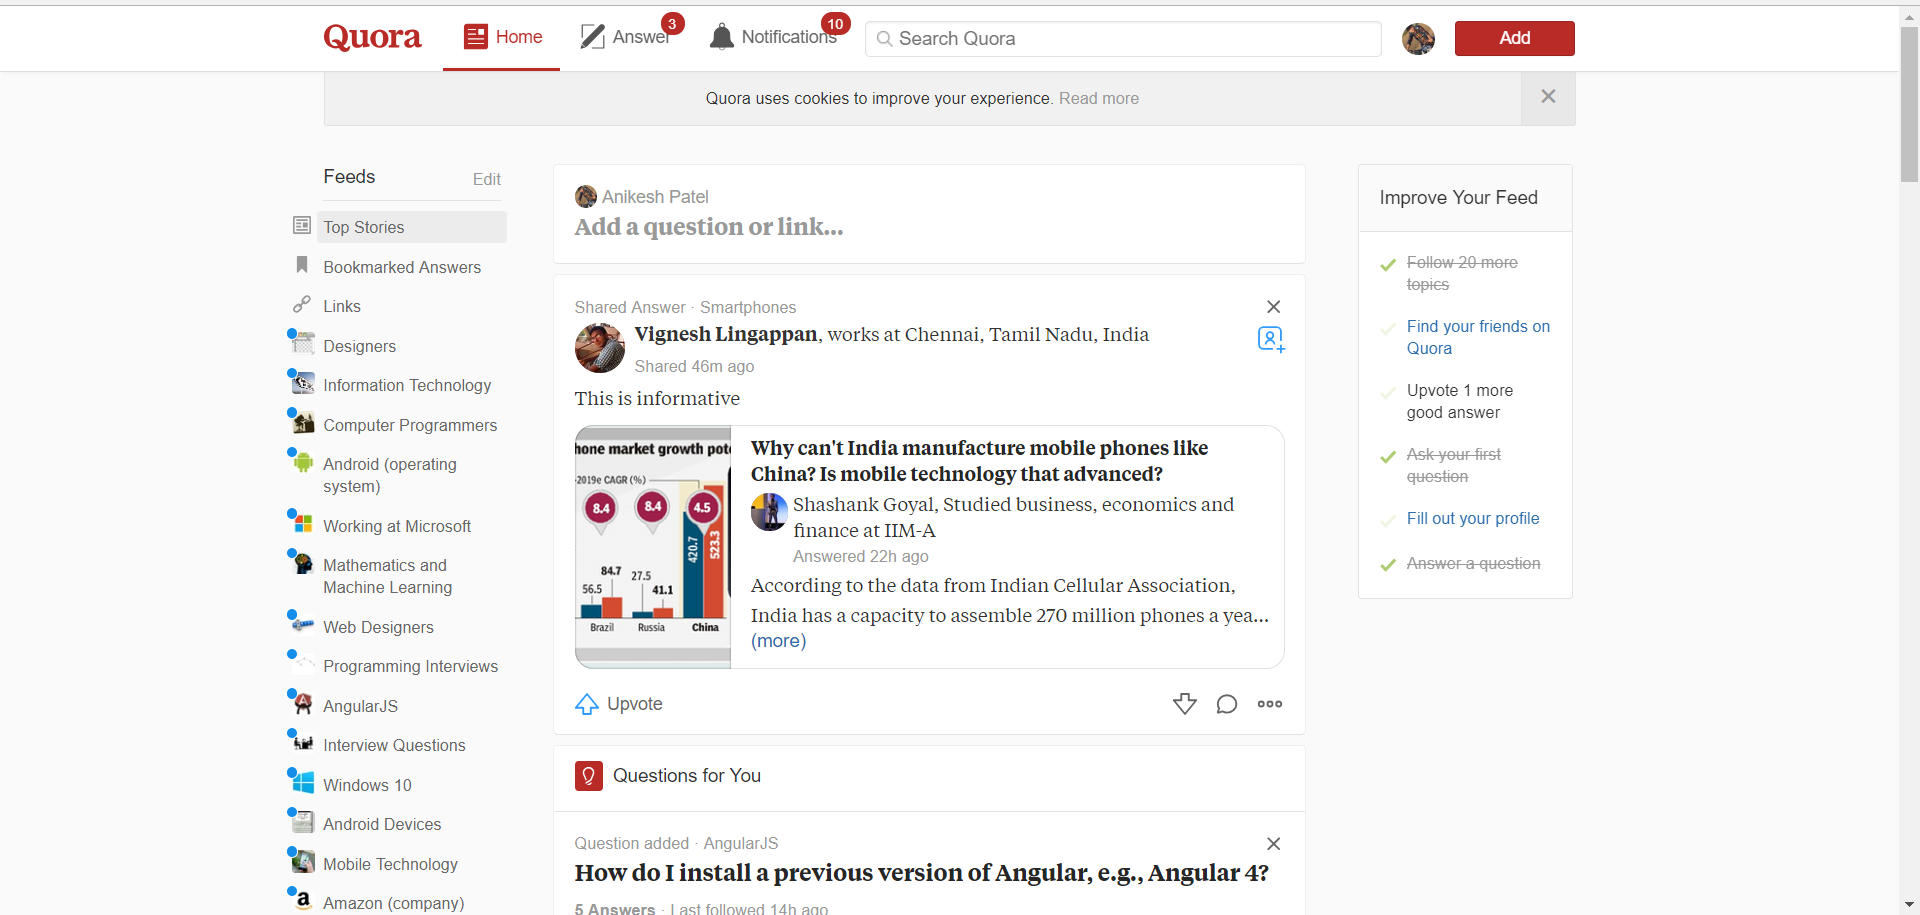 Quora
Home
Answer
3
Notifications
10
Search Quora
Add
Quora uses cookies to improve your experience. Read more
Feeds
Edit
Top Stories
Bookmarked Answers
Links
Designers
Information Technology
Computer Programmers
Android (operating
system)
Working at Microsoft
Mathematics and
Machine Learning
Web Designers
Programming Interviews
AngularJS
Interview Questions
Windows 10
Android Devices
Mobile Technology
Amazon (company)
Anikesh Patel
Add a question or link...
Shared Answer · Smartphones
Vignesh Lingappan, works at Chennai, Tamil Nadu, India
Shared 46m ago
This is informative
hone market growth pot
2019e CAGR (%)
8.4
8.4
4.5
420.7
523.3
84.7
27.5
56.5
41.1
Brazil
Russia
China
Why can't India manufacture mobile phones like
China? Is mobile technology that advanced?
Shashank Goyal, Studied business, economics and
finance at IIM-A
Answered 22h ago
According to the data from Indian Cellular Association,
India has a capacity to assemble 270 million phones a yea...
(more)
Upvote
Questions for You
Question added · AngularJS
How do I install a previous version of Angular, e.g., Angular 4?
5 Answers · Last followed 14h ago
Improve Your Feed
Follow 20 more
topics
Find your friends on
Quora
Upvote 1 more
good answer
Ask your first
question
Fill out your profile
Answer a question